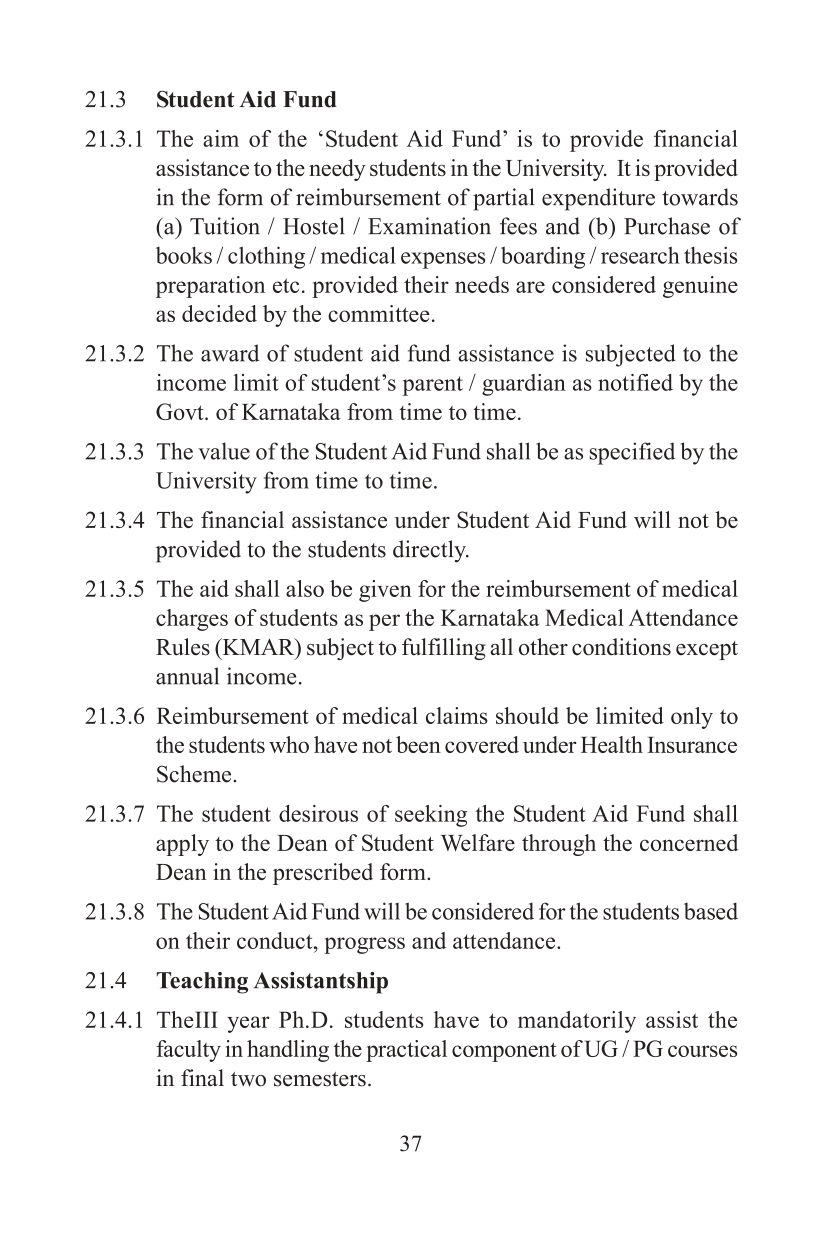 21.3 Student Aid Fund
21.3.1 The aim of the ‘Student Aid Fund’ is to provide financial
assistance to the needy students in the University. It is provided
in the form of reimbursement of partial expenditure towards
(a) Tuition / Hostel / Examination fees and (b) Purchase of
books / clothing / medical expenses / boarding / research thesis
preparation etc. provided their needs are considered genuine
as decided by the committee.
21.3.2 The award of student aid fund assistance is subjected to the
income limit of student’s parent / guardian as notified by the
Govt. of Karnataka from time to time.
21.3.3 The value of the Student Aid Fund shall be as specified by the
University from time to time.
21.3.4 The financial assistance under Student Aid Fund will not be
provided to the students directly.
21.3.5 The aid shall also be given for the reimbursement of medical
charges of students as per the Karnataka Medical Attendance
Rules (KMAR) subject to fulfilling all other conditions except
annual income.
21.3.6 Reimbursement of medical claims should be limited only to
the students who have not been covered under Health Insurance
Scheme.
21.3.7 The student desirous of seeking the Student Aid Fund shall
apply to the Dean of Student Welfare through the concerned
Dean in the prescribed form.
21.3.8 The Student Aid Fund will be considered for the students based
on their conduct, progress and attendance.
21.4 Teaching Assistantship
21.4.1 TheIII year Ph.D. students have to mandatorily assist the
faculty in handling the practical component of UG / PG courses
in final two semesters.
37